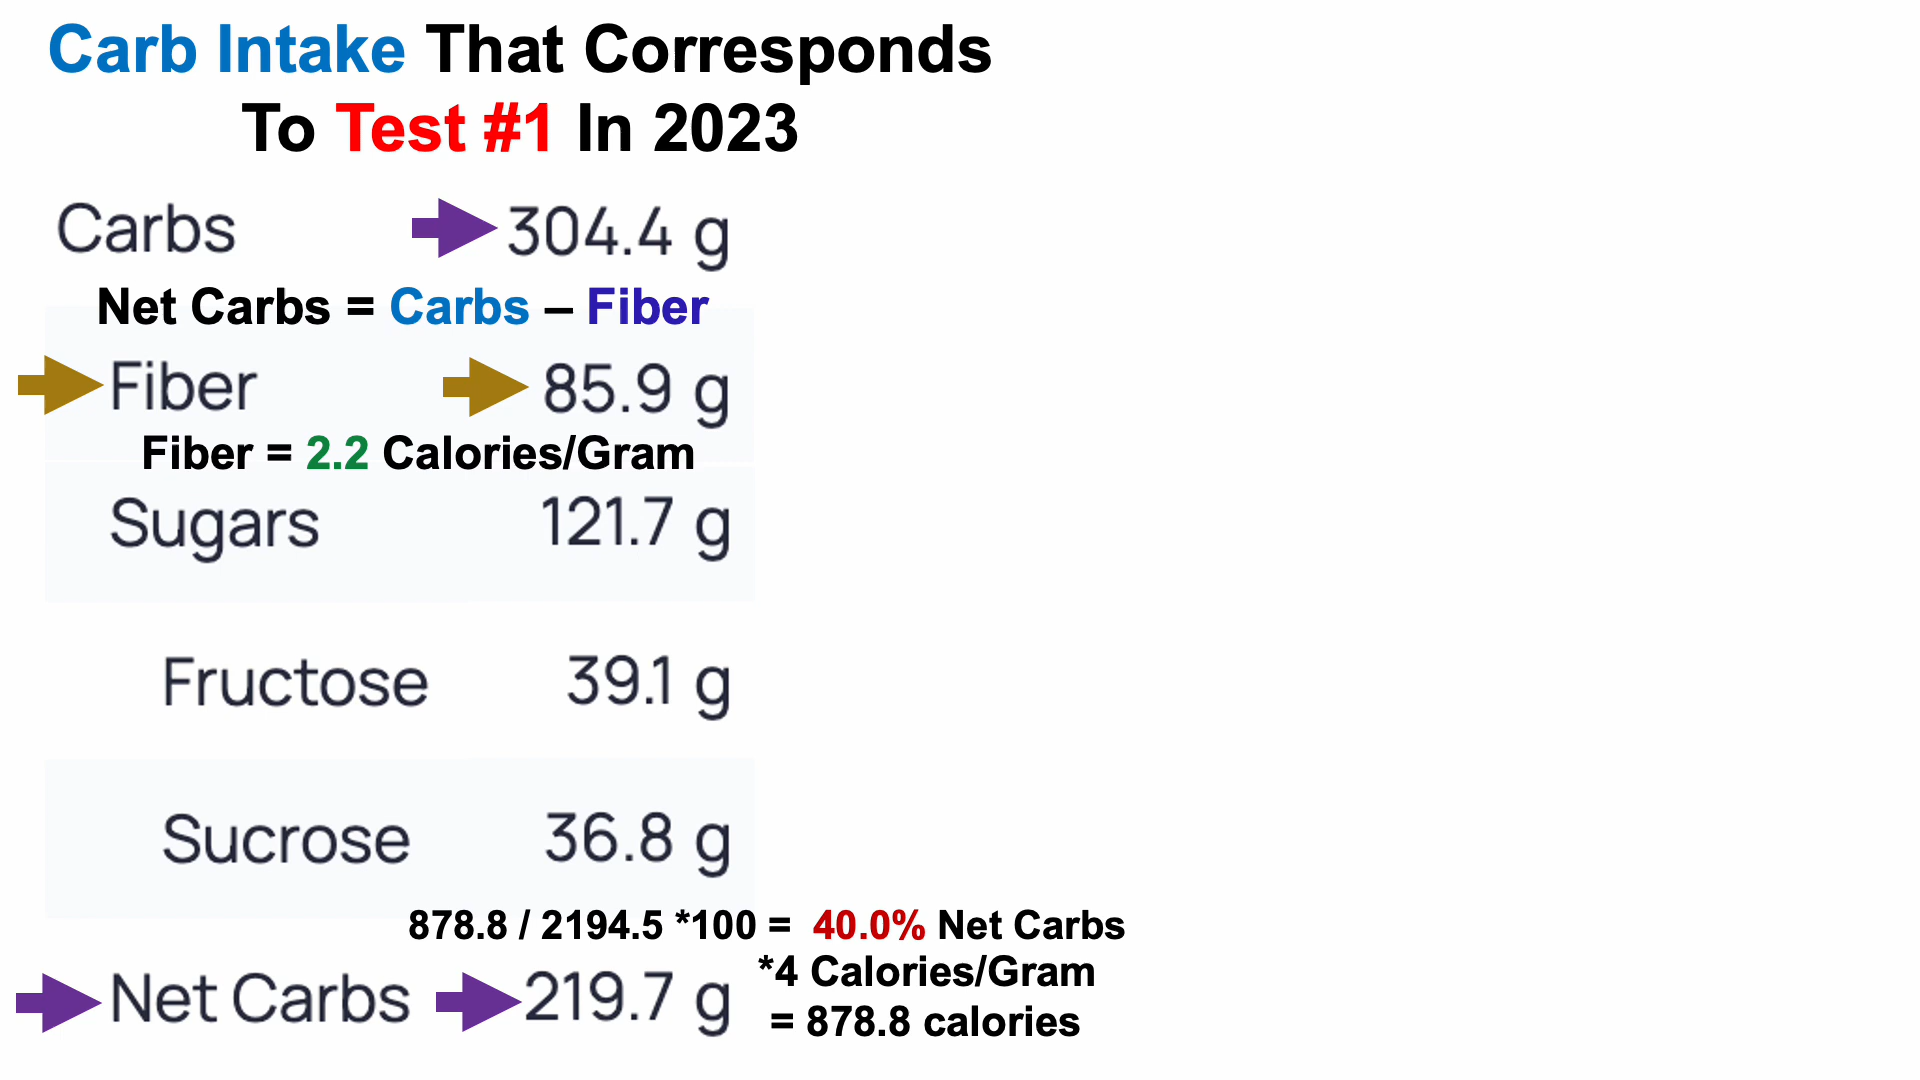 Carb Intake That Corresponds
To Test #1 In 2023
Carbs 304.4 g
Net Carbs = Carbs – Fiber
Fiber 85.9 g
Fiber = 2.2 Calories/Gram
Sugars 121.7 g
Fructose 39.1 g
Sucrose 36.8 g
878.8 / 2194.5 *100 = 40.0% Net Carbs
*4 Calories/Gram
Net Carbs 219.7 g
= 878.8 calories